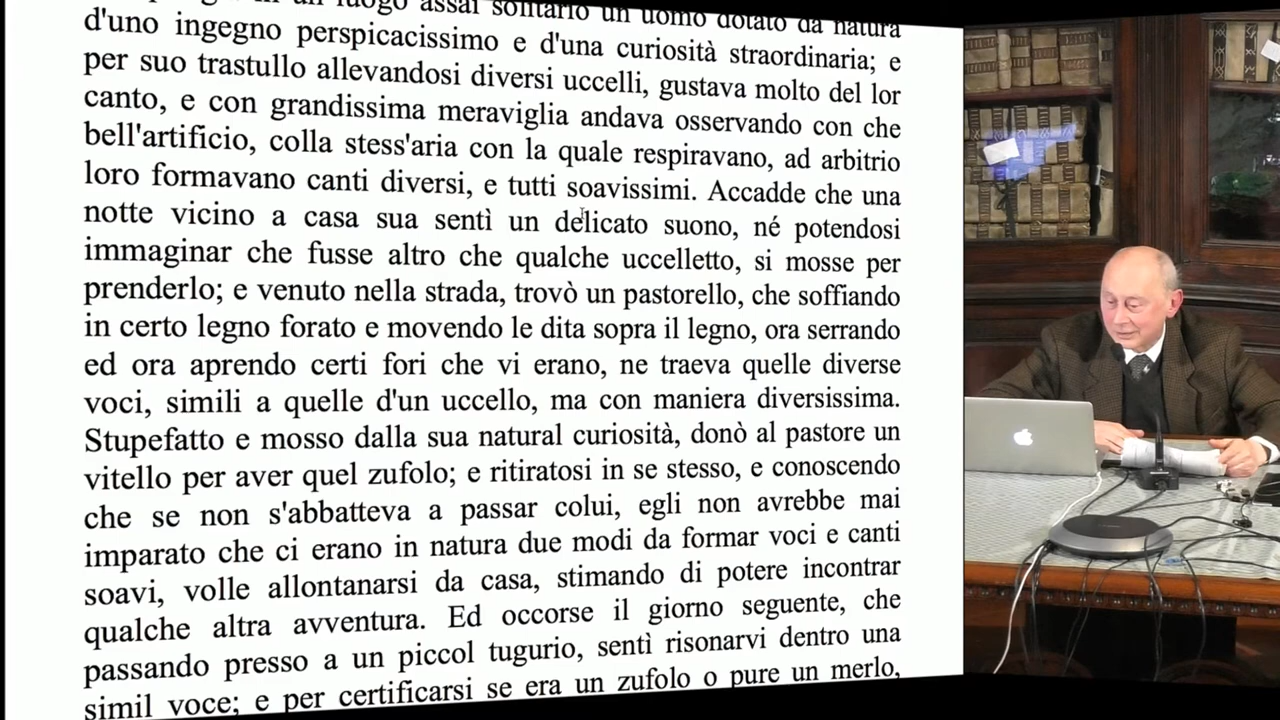 luogo assai solitario un uomo dotato da natura
d'uno ingegno perspicacissimo e d'una curiosità straordinaria; e
per suo trastullo allevandosi diversi uccelli, gustava molto del lor
canto, e con grandissima meraviglia andava osservando con che
bell'artificio, colla stess'aria con la quale respiravano, ad arbitrio
loro formavano canti diversi, e tutti soavissimi. Accadde che una
notte vicino a casa sua sentì un delicato suono, né potendosi
immaginar che fusse altro che qualche uccelletto, si mosse per
prenderlo; e venuto nella strada, trovò un pastorello, che soffiando
in certo legno forato e movendo le dita sopra il legno, ora serrando
ed ora aprendo certi fori che vi erano, ne traeva quelle diverse
voci, simili a quelle d'un uccello, ma con maniera diversissima.
Stupefatto e mosso dalla sua natural curiosità, donò al pastore un
vitello per aver quel zufolo; e ritiratosi in se stesso, e conoscendo
che se non s'abbatteva a passar colui, egli non avrebbe mai
imparato che ci erano in natura due modi da formar voci e canti
soavi, volle allontanarsi da casa, stimando di potere incontrar
qualche altra avventura. Ed occorse il giorno seguente, che
passando presso a un piccol tugurio, sentì risonarvi dentro una
simil voce; e per certificarsi se era un zufolo o pure un merlo,